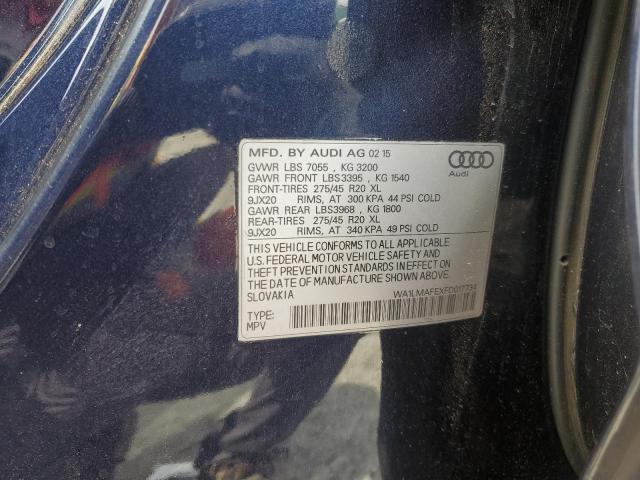 MFD. BY AUDI AG 02 15
GVWR LBS 7055 , KG 3200
GAWR FRONT LBS3395 , KG 1540
FRONT-TIRES 275/45 R20 XL
9JX20 RIMS, AT 300 KPA 44 PSI COLD
GAWR REAR LBS3968 , KG 1800
REAR-TIRES 275/45 R20 XL
9JX20 RIMS, AT 340 KPA 49 PSI COLD
Audi
THIS VEHICLE CONFORMS TO ALL APPLICABLE
U.S. FEDERAL MOTOR VEHICLE SAFETY AND
THEFT PREVENTION STANDARDS IN EFFECT ON
THE DATE OF MANUFACTURE SHOWN ABOVE.
SLOVAKIA
WA1LMAFEXFD017734
TYPE:
MPV